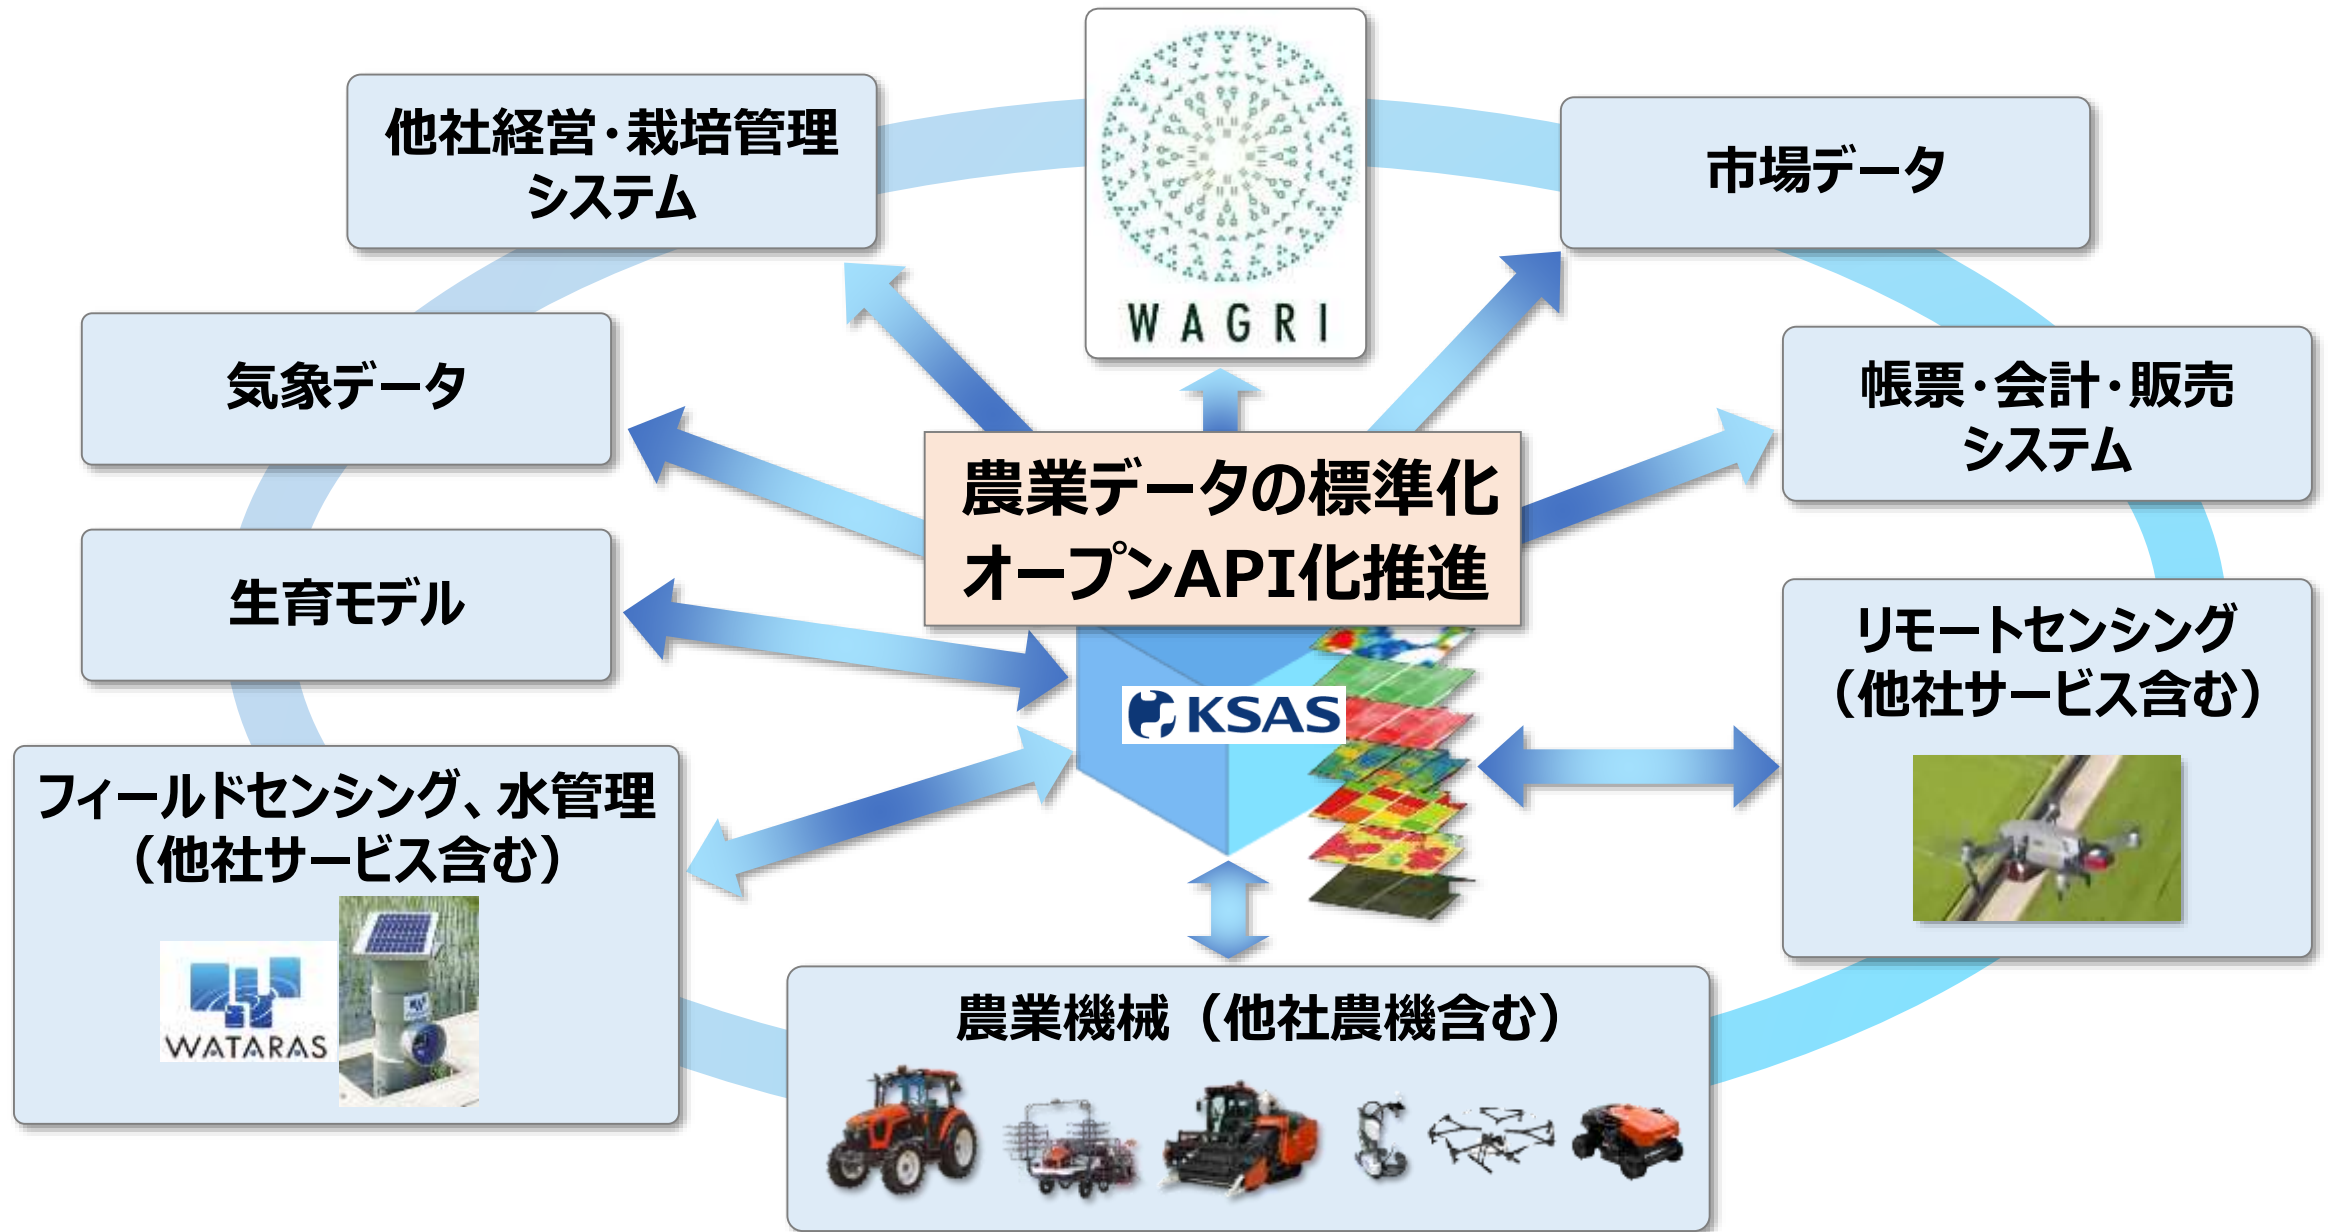 他社経営・栽培管理
システム
WAGRI
市場データ
気象データ
帳票・会計・販売
システム
農業データの標準化
オープンAPI化推進
生育モデル
KSAS
リモートセンシング
（他社サービス含む）
フィールドセンシング、水管理
（他社サービス含む）
WATARAS
農業機械（他社農機含む）